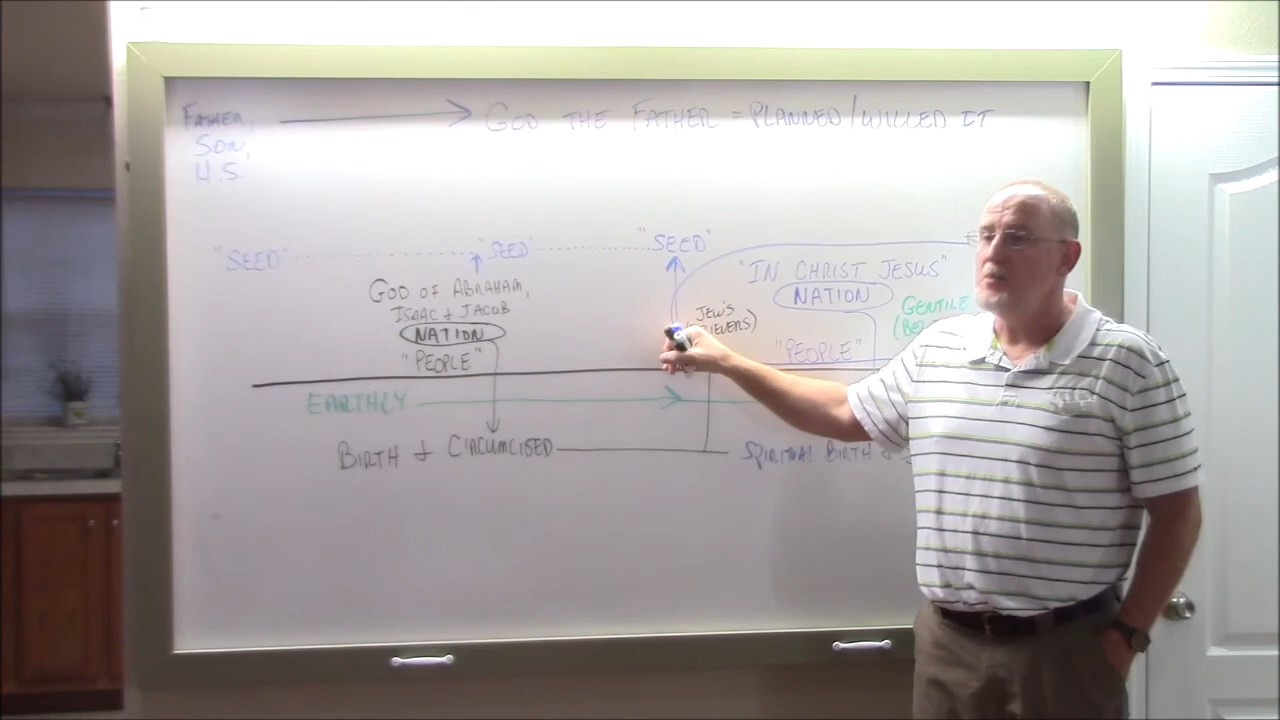 FATHER, GOD THE FATHER = PLANNED/WILLED IT
SON,
H.S.
"SEED" "SEED" "SEED"
GOD OF ABRAHAM,
ISAAC & JACOB
NATION
"PEOPLE"
"IN CHRIST JESUS"
NATION
"PEOPLE"
JEW'S
GENTILE
EARTHLY
BIRTH & CIRCUMCISED
SPIRITUAL BIRTH &